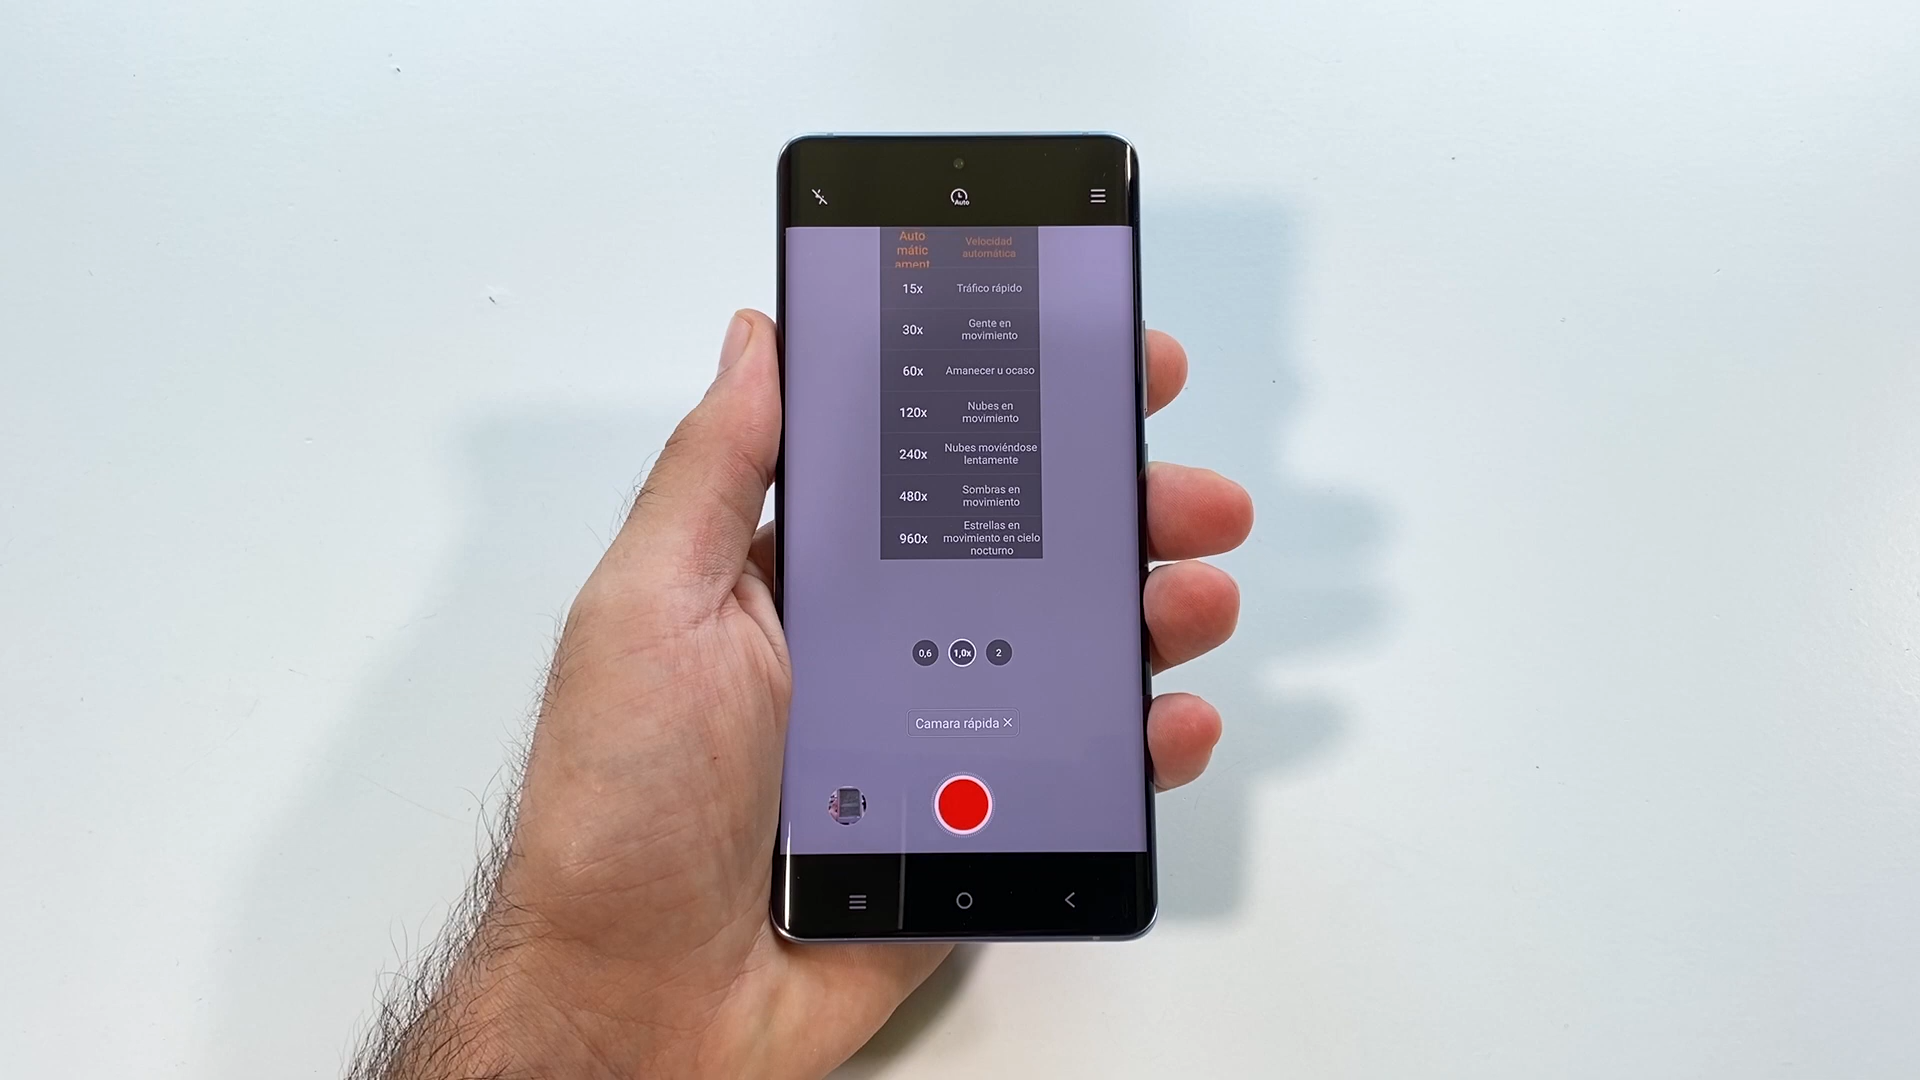 Auto
Auto
mátic
ament
Velocidad
automática
15x
Tráfico rápido
30x
Gente en
movimiento
60x
Amanecer u ocaso
120x
Nubes en
movimiento
240x
Nubes moviéndose
lentamente
480x
Sombras en
movimiento
960x
Estrellas en
movimiento en cielo
nocturno
0,6
1,0x
2
Camara rápida ×